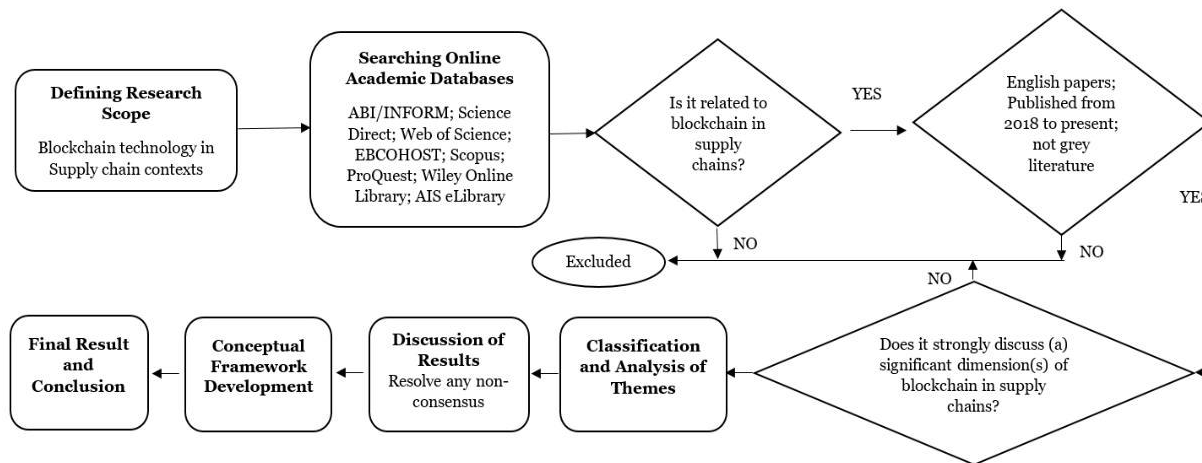 Defining Research
Scope
Blockchain technology in
Supply chain contexts
Searching Online
Academic Databases
ABI/INFORM; Science
Direct; Web of Science;
EBCOHOST; Scopus;
ProQuest; Wiley Online
Library; AIS eLibrary
Is it related to
blockchain in
supply
chains?
YES
English papers;
Published from
2018 to present;
not grey
literature
YES
NO
NO
Excluded
NO
Does it strongly discuss (a)
significant dimension(s) of
blockchain in supply
chains?
Classification
and Analysis of
Themes
Discussion of
Results
Resolve any non-
consensus
Conceptual
Framework
Development
Final Result
and
Conclusion